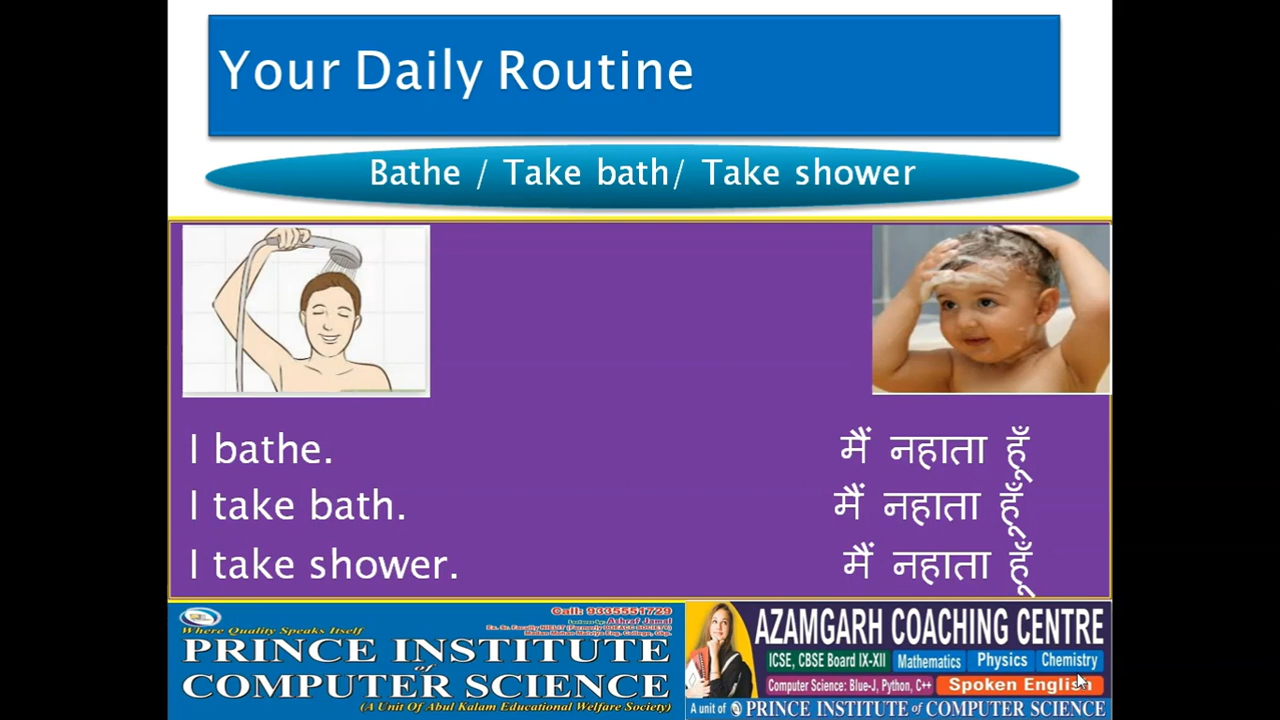 Your Daily Routine
Bathe / Take bath/ Take shower
I bathe. मैं नहाता हूँ
I take bath. मैं नहाता हूँ
I take shower. मैं नहाता हूँ
Call: 9335551729
Ashraf Jamal
Where Quality Speaks Itself
PRINCE INSTITUTE
of
COMPUTER SCIENCE
(A Unit Of Abul Kalam Educational Welfare Society)
AZAMGARH COACHING CENTRE
ICSE, CBSE Board IX-XII Mathematics Physics Chemistry
Computer Science: Blue-J, Python, C++ Spoken English
A unit of PRINCE INSTITUTE of COMPUTER SCIENCE